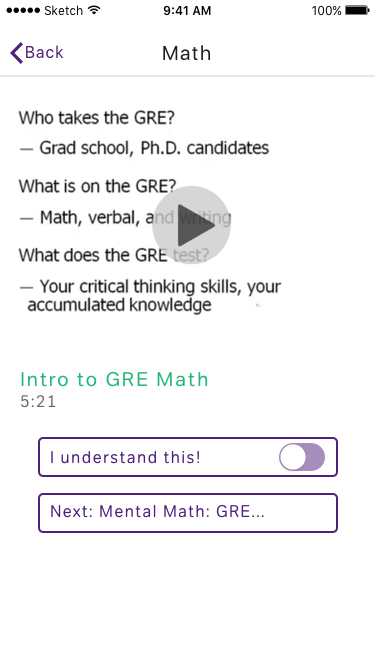 Sketch 9:41 AM 100%
Back Math
Who takes the GRE?
— Grad school, Ph.D. candidates
What is on the GRE?
— Math, verbal, and writing
What does the GRE test?
— Your critical thinking skills, your
accumulated knowledge
Intro to GRE Math
5:21
I understand this!
Next: Mental Math: GRE...